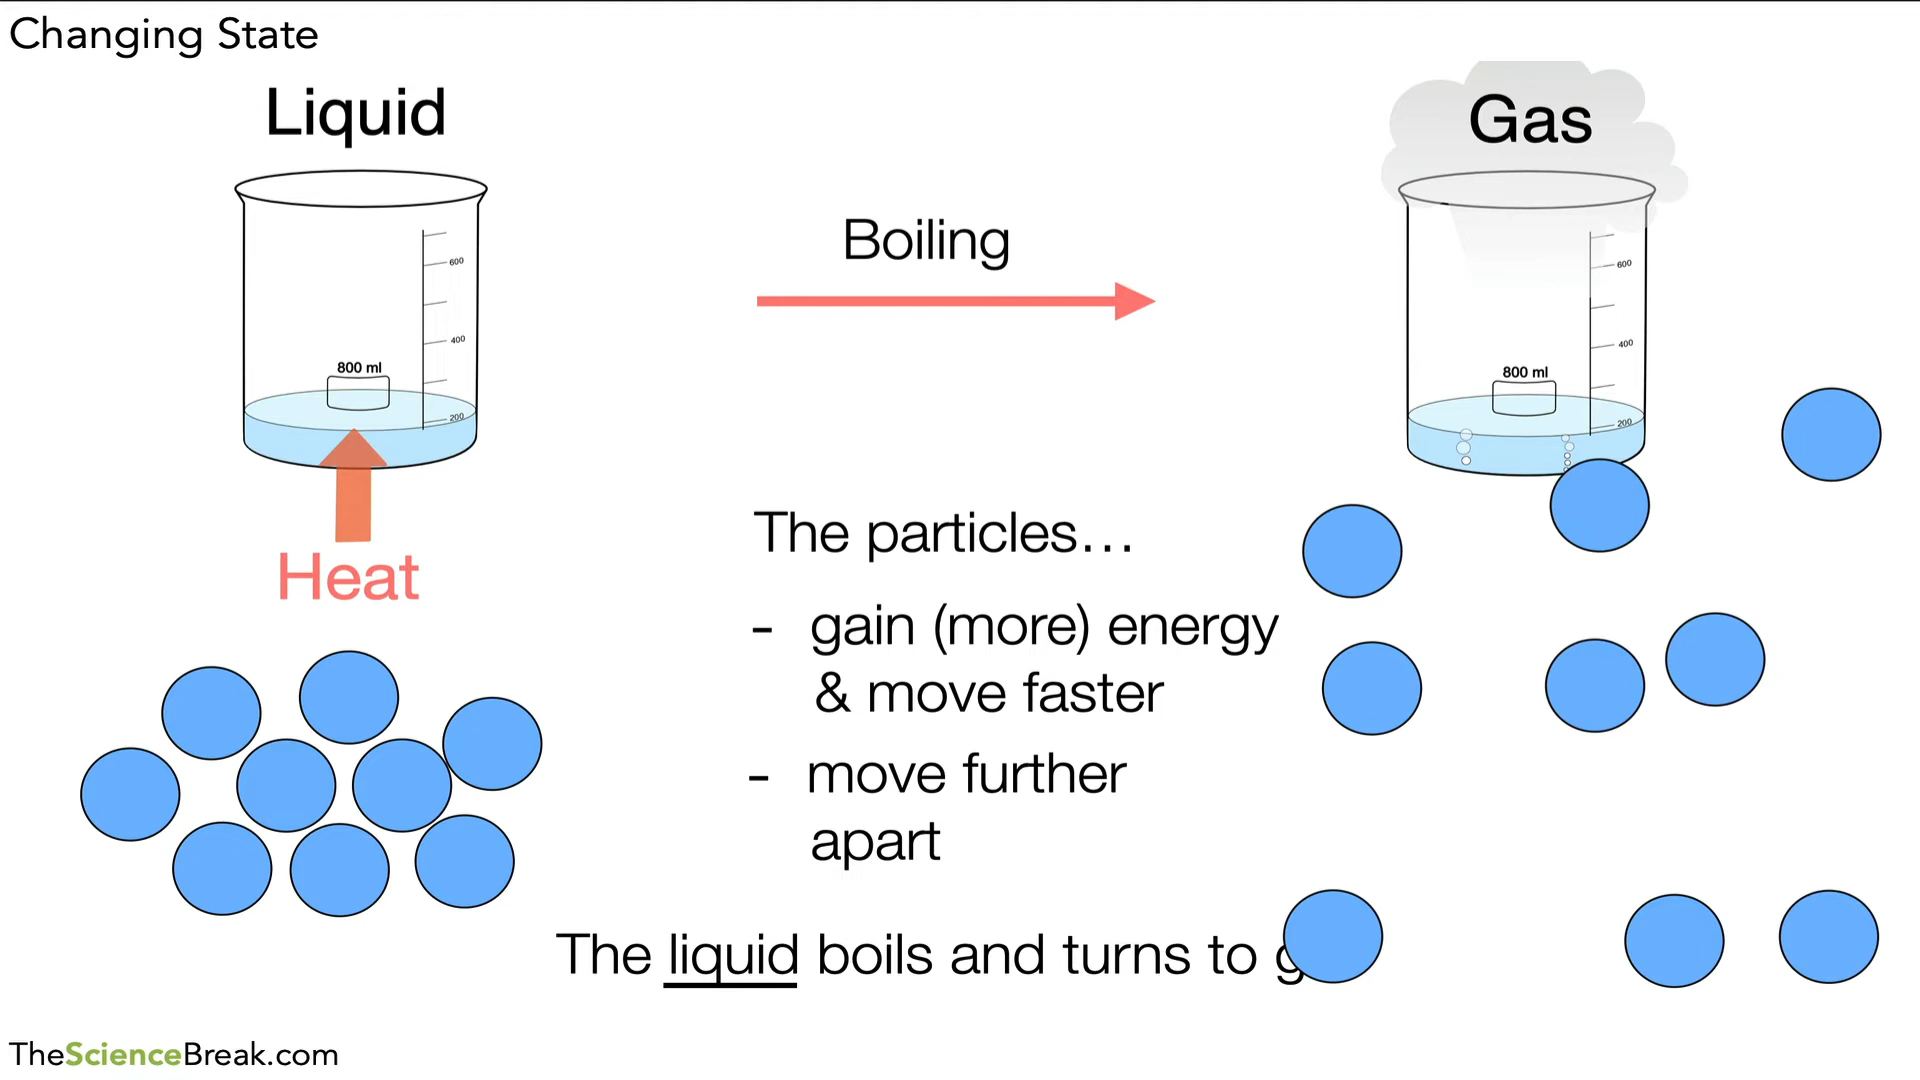 Changing State
Liquid
Gas
Boiling
600
400
800 ml
200
600
400
800 ml
200
Heat
The particles…
- gain (more) energy
& move faster
- move further
apart
The liquid boils and turns to
TheScienceBreak.com